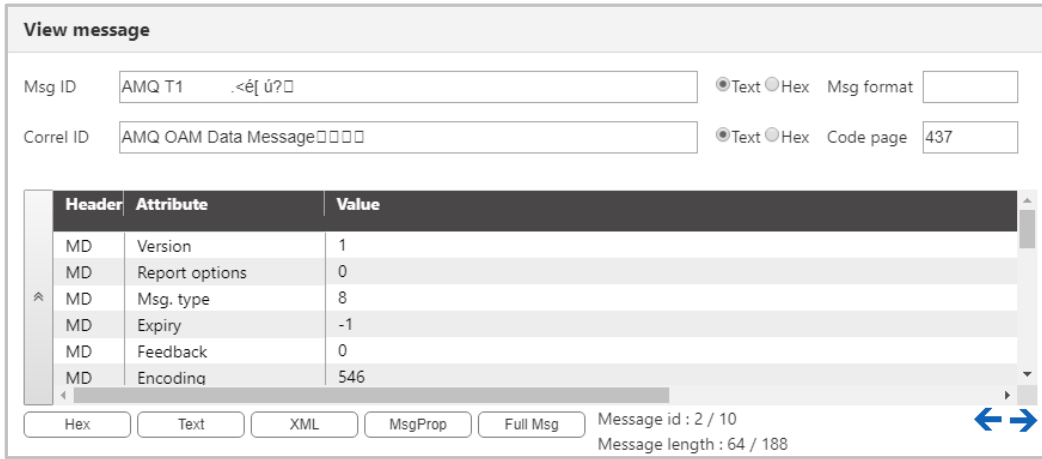 View message
Msg ID AMQ T1 .<é[ ú?□ Text Hex Msg format
Correl ID AMQ OAM Data Message□□□□ Text Hex Code page 437
Header Attribute Value
MD Version 1
MD Report options 0
MD Msg. type 8
MD Expiry -1
MD Feedback 0
MD Encoding 546
Hex Text XML MsgProp Full Msg Message id : 2 / 10
Message length : 64 / 188